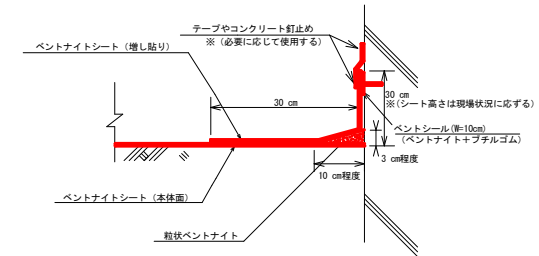 テープやコンクリート釘止め
※（必要に応じて使用する）
ベントナイトシート（増し貼り）
30 cm
30 cm
※(シート高さは現場状況に応ずる)
ベントシール(W=10cm)
(ベントナイト＋ブチルゴム)
3 cm程度
10 cm程度
ベントナイトシート（本体面）
粒状ベントナイト